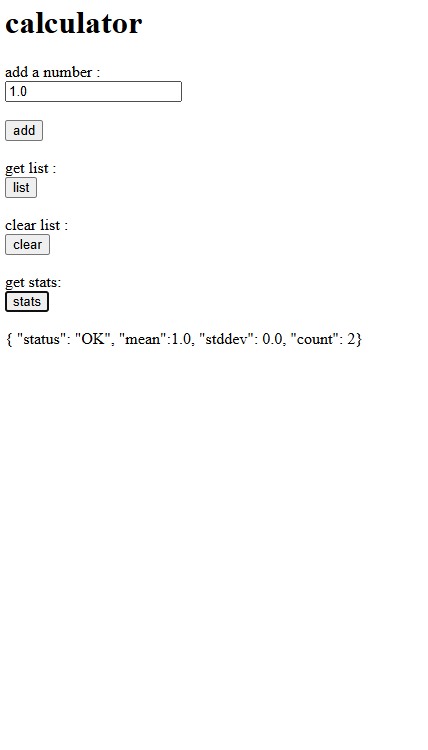 calculator
add a number :
1.0
add
get list :
list
clear list :
clear
get stats:
stats
{ "status": "OK", "mean":1.0, "stddev": 0.0, "count": 2}